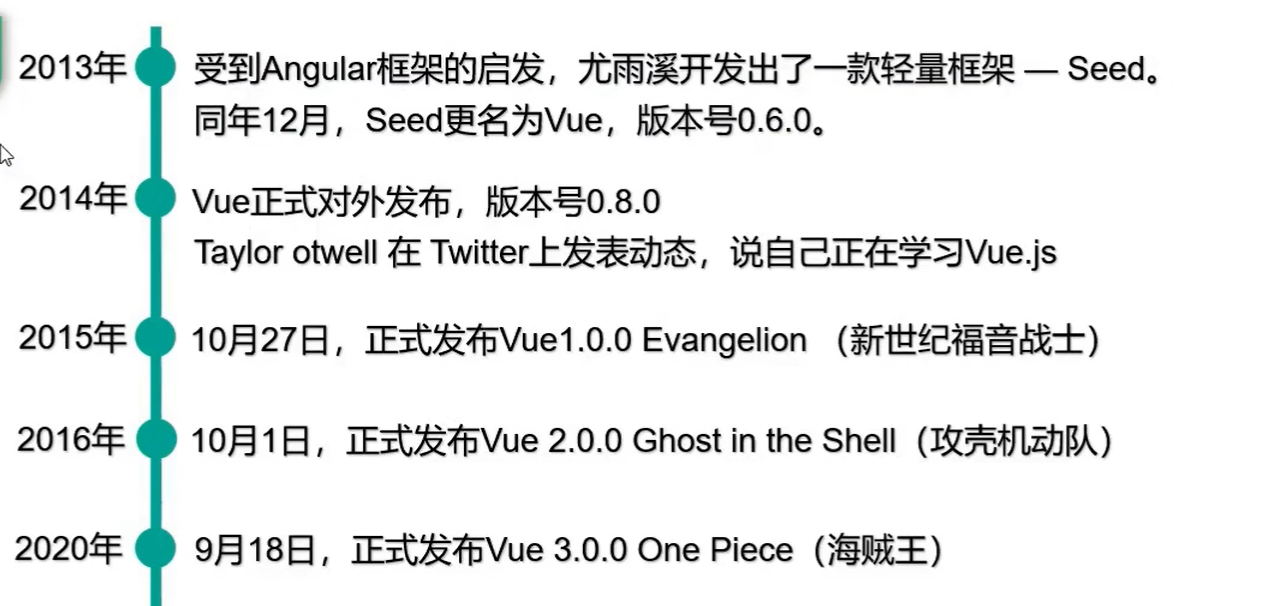 2013年 受到Angular框架的启发，尤雨溪开发出了一款轻量框架 — Seed。
同年12月，Seed更名为Vue，版本号0.6.0。
2014年 Vue正式对外发布，版本号0.8.0
Taylor otwell 在 Twitter上发表动态，说自己正在学习Vue.js
2015年 10月27日，正式发布Vue1.0.0 Evangelion （新世纪福音战士）
2016年 10月1日，正式发布Vue 2.0.0 Ghost in the Shell（攻壳机动队）
2020年 9月18日，正式发布Vue 3.0.0 One Piece（海贼王）